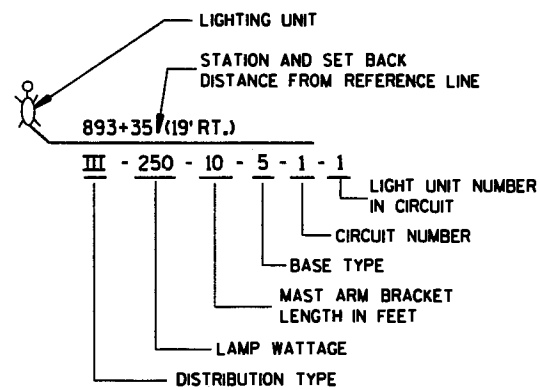 LIGHTING UNIT
STATION AND SET BACK
DISTANCE FROM REFERENCE LINE
893+35 (19' RT.)
III - 250 - 10 - 5 - 1 - 1
LIGHT UNIT NUMBER
IN CIRCUIT
CIRCUIT NUMBER
BASE TYPE
MAST ARM BRACKET
LENGTH IN FEET
LAMP WATTAGE
DISTRIBUTION TYPE